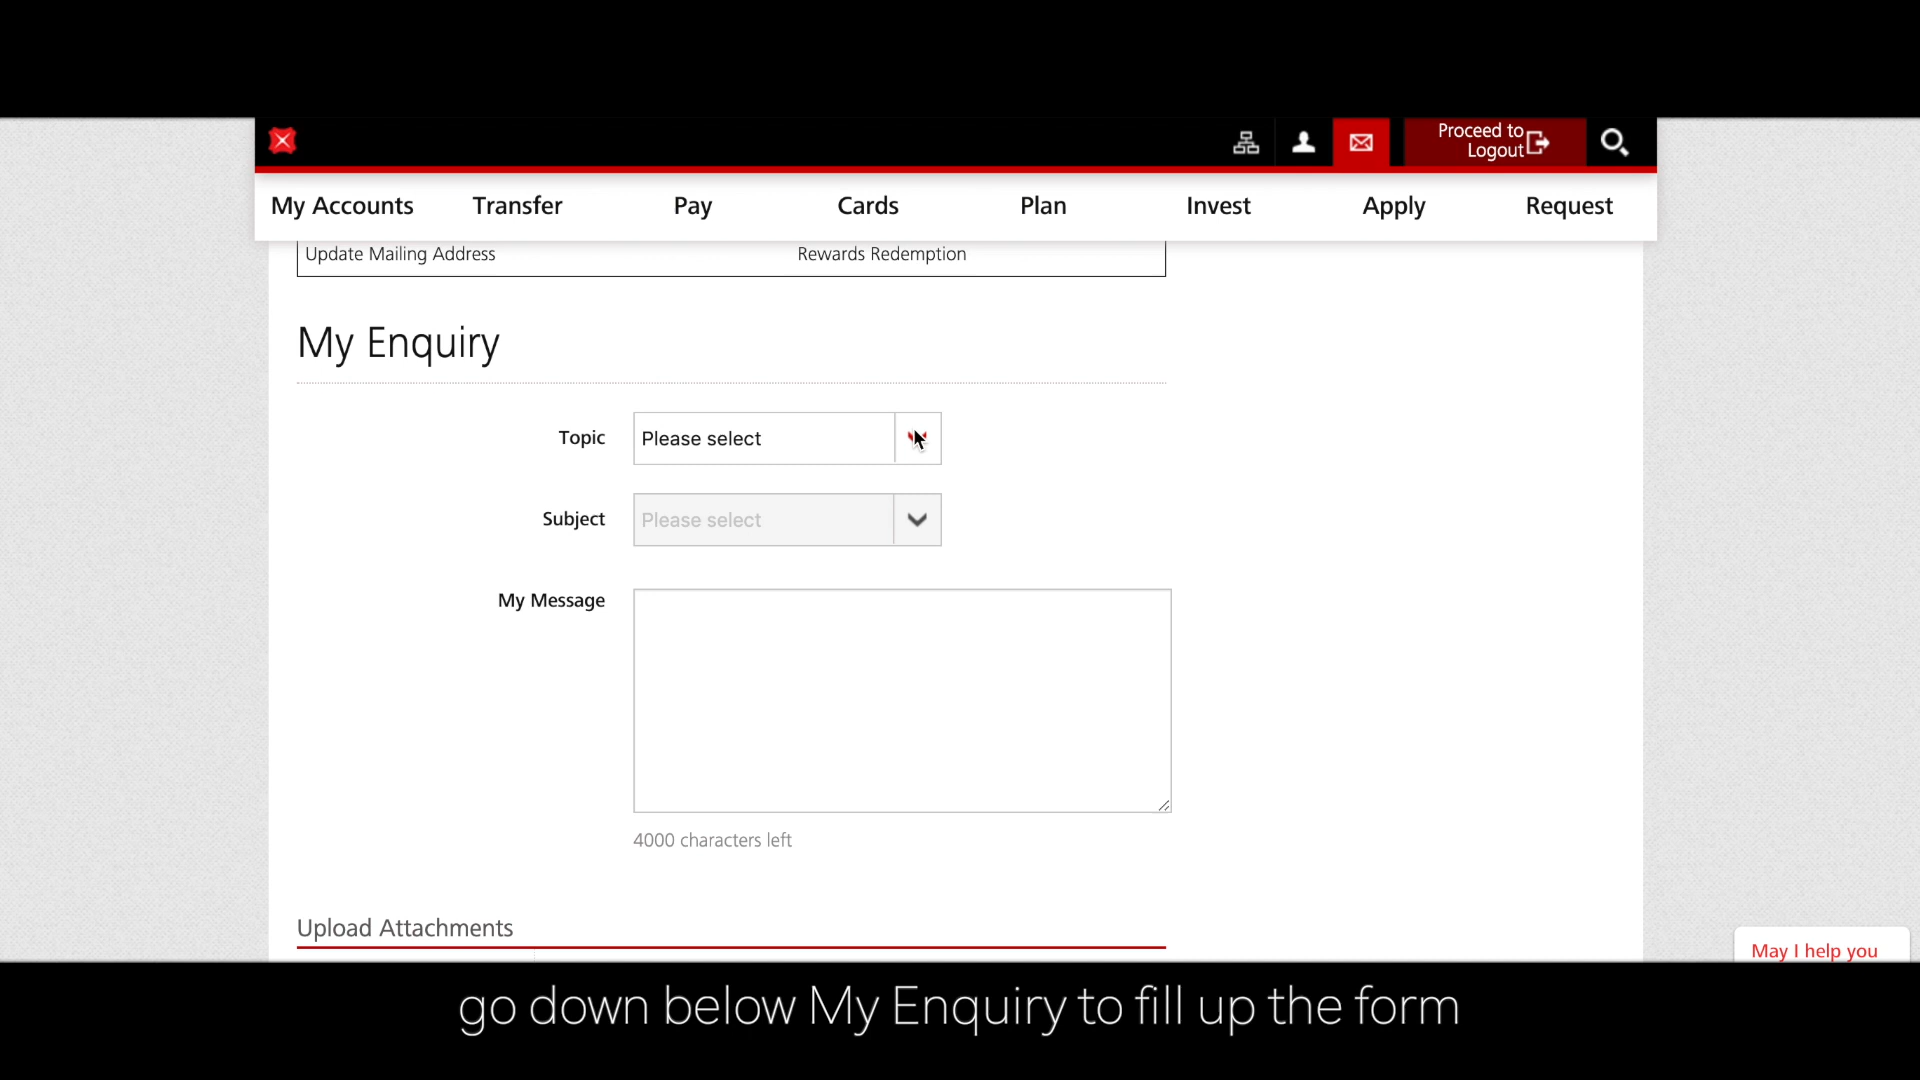 Proceed to
Logout
My Accounts Transfer Pay Cards Plan Invest Apply Request
Update Mailing Address Rewards Redemption
My Enquiry
Topic Please select
Subject Please select
My Message
4000 characters left
Upload Attachments
May I help you
go down below My Enquiry to fill up the form